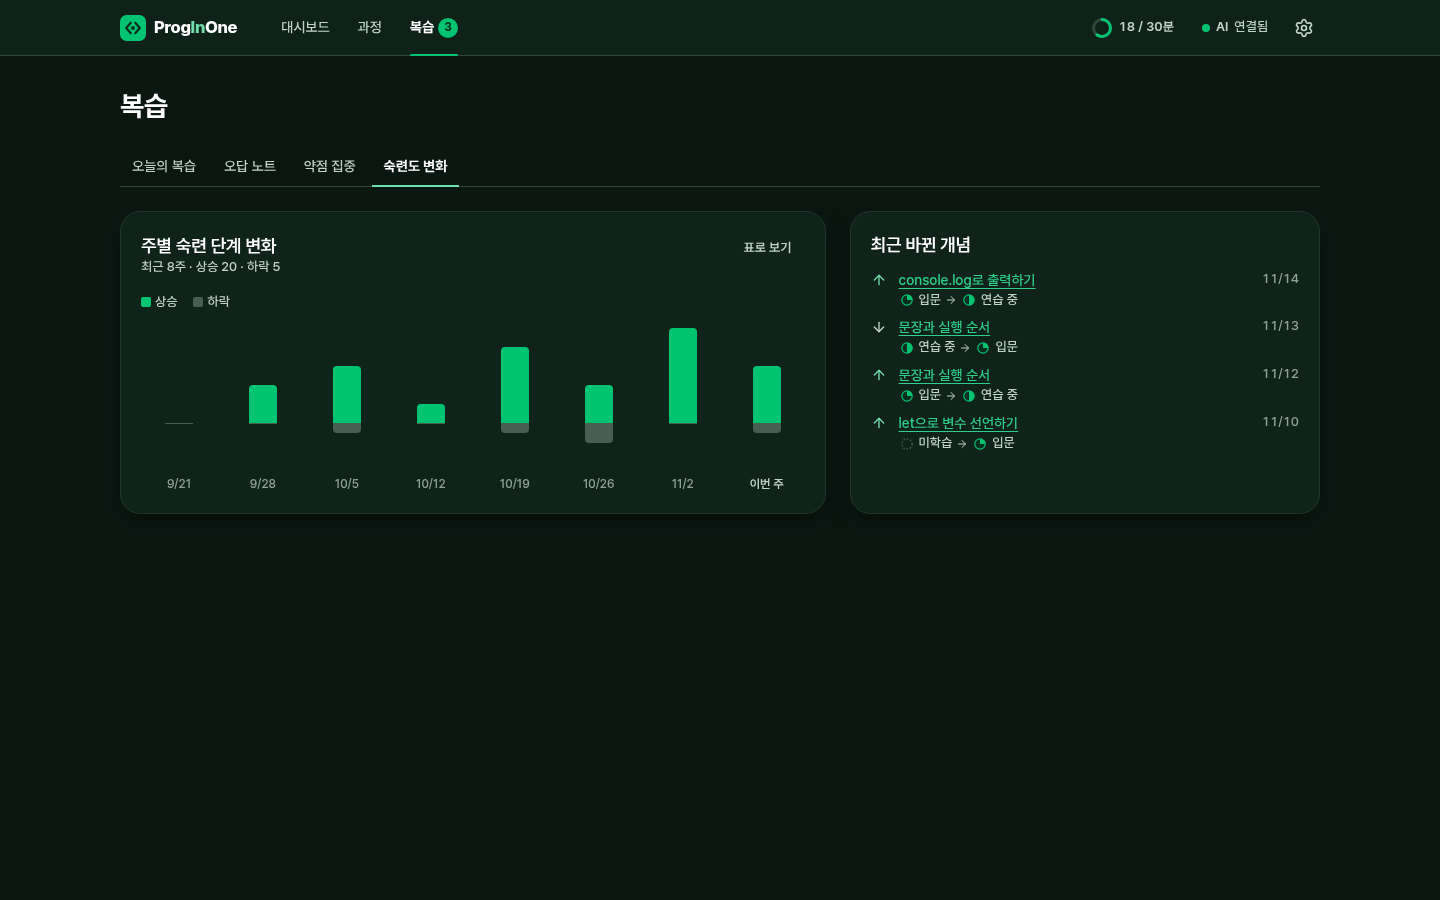 ProgInOne 대시보드 과정 복습 3 18 / 30분 AI 연결됨
복습
오늘의 복습 오답 노트 약점 집중 숙련도 변화
주별 숙련 단계 변화
표로 보기
최근 8주 · 상승 20 · 하락 5
상승 하락
9/21 9/28 10/5 10/12 10/19 10/26 11/2 이번 주
최근 바뀐 개념
console.log로 출력하기 11/14
입문 → 연습 중
문장과 실행 순서 11/13
연습 중 → 입문
문장과 실행 순서 11/12
입문 → 연습 중
let으로 변수 선언하기 11/10
미학습 → 입문